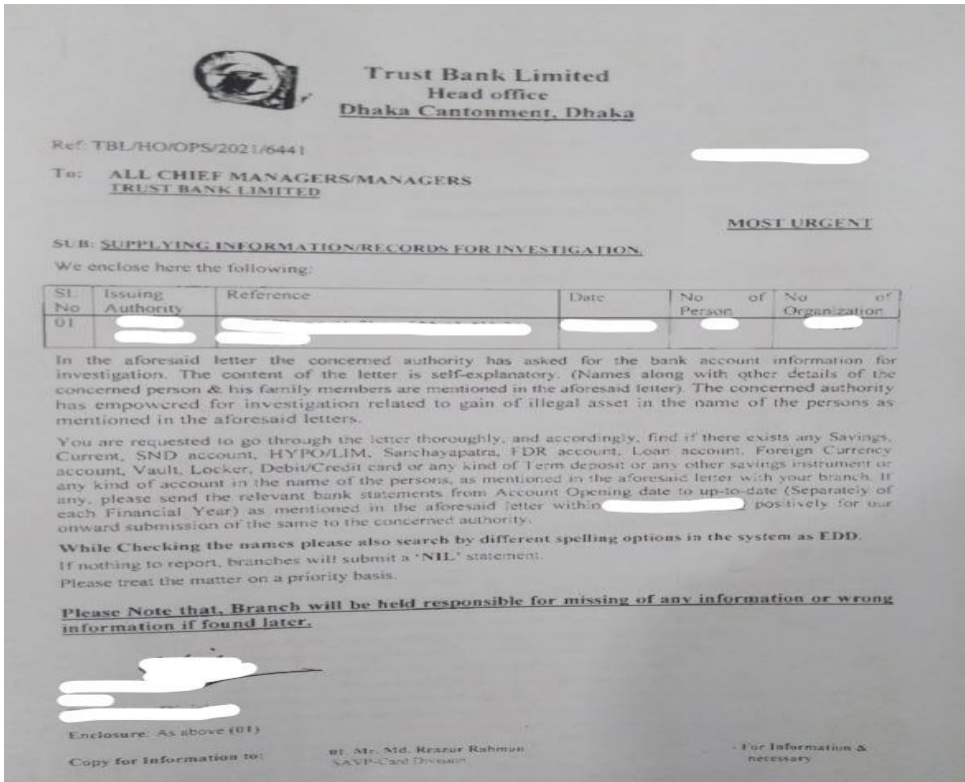 Trust Bank Limited
Head office
Dhaka Cantonment, Dhaka
Ref: TBL/HO/OPS/2021/6441
To: ALL CHIEF MANAGERS/MANAGERS
TRUST BANK LIMITED
MOST URGENT
SUB: SUPPLYING INFORMATION/RECORDS FOR INVESTIGATION.
We enclose here the following:
SL No Issuing Authority Reference Date No of Person No of Organization
01
In the aforesaid letter the concerned authority has asked for the bank account information for
investigation. The content of the letter is self-explanatory. (Names along with other details of the
concerned person & his family members are mentioned in the aforesaid letter). The concerned authority
has empowered for investigation related to gain of illegal asset in the name of the persons as
mentioned in the aforesaid letters.
You are requested to go through the letter thoroughly, and accordingly, find if there exists any Savings,
Current, SND account, HYPO/LIM, Sanchayapatra, FDR account, Loan account, Foreign Currency
account, Vault, Locker, Debit/Credit card or any kind of Term deposit or any other savings instrument or
any kind of account in the name of the persons, as mentioned in the aforesaid letter with your branch. If
any, please send the relevant bank statements from Account Opening date to up-to-date (Separately of
each Financial Year) as mentioned in the aforesaid letter within positively for our
onward submission of the same to the concerned authority.
While Checking the names please also search by different spelling options in the system as EDD.
If nothing to report, branches will submit a 'NIL' statement.
Please treat the matter on a priority basis.
Please Note that, Branch will be held responsible for missing of any information or wrong
information if found later.
Enclosure: As above (01)
Copy for Information to: 01. Mr. Md. Reazur Rahman - For Information &
SAVP-Card Division necessary